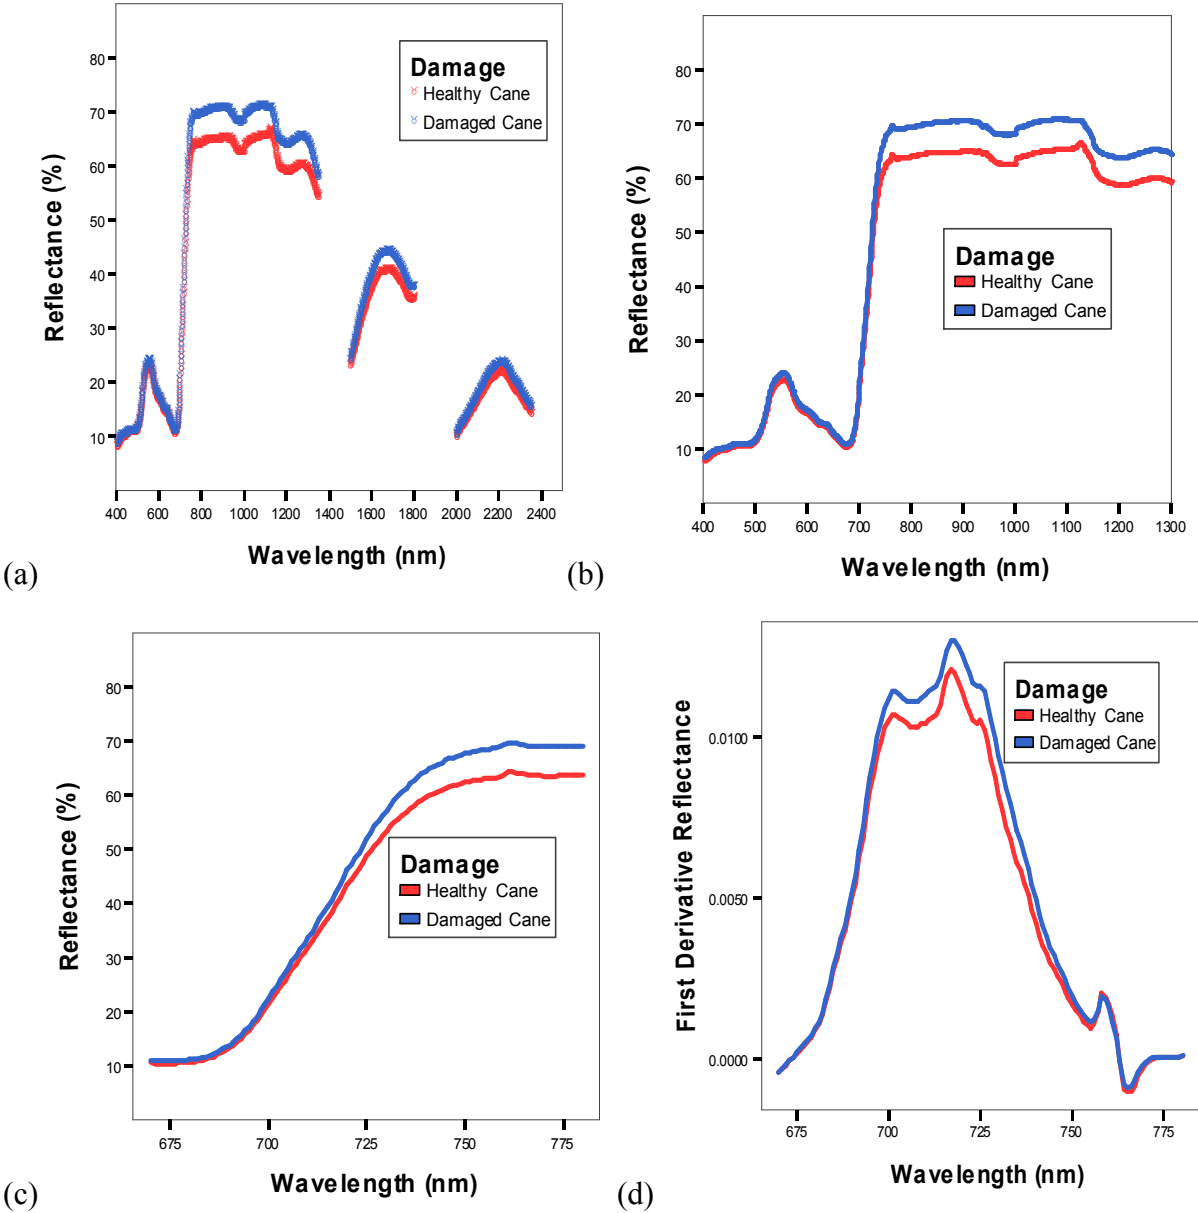 Reflectance (%)
80
70
60
50
40
30
20
10
Damage
Healthy Cane
Damaged Cane
400 600 800 1000 1200 1400 1600 1800 2000 2200 2400
Wavelength (nm)
(a)
Reflectance (%)
80
70
60
50
40
30
20
10
Damage
Healthy Cane
Damaged Cane
400 500 600 700 800 900 1000 1100 1200 1300
Wavelength (nm)
(b)
Reflectance (%)
80
70
60
50
40
30
20
10
Damage
Healthy Cane
Damaged Cane
675 700 725 750 775
Wavelength (nm)
(c)
First Derivative Reflectance
0.0100
0.0050
0.0000
Damage
Healthy Cane
Damaged Cane
675 700 725 750 775
Wavelength (nm)
(d)